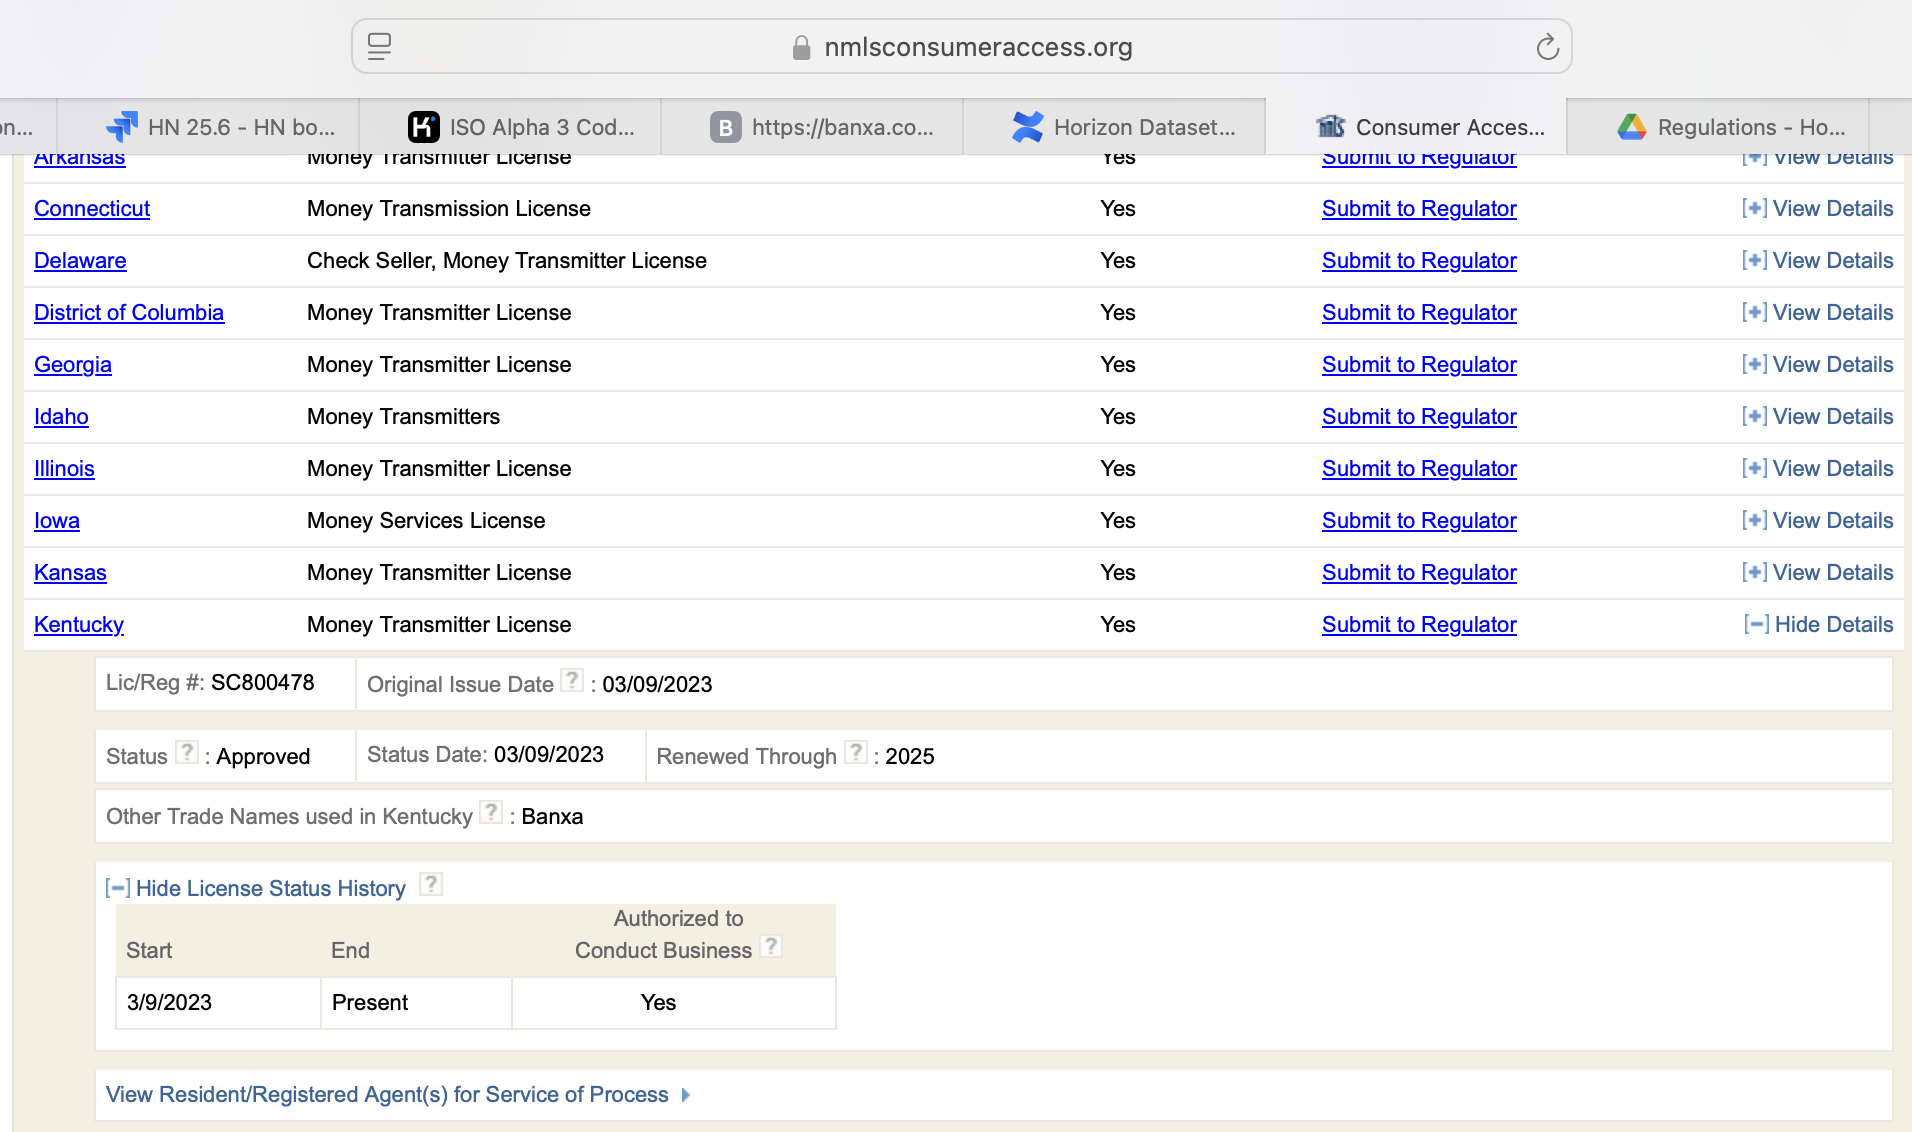 nmlsconsumeraccess.org
on... HN 25.6 - HN bo... ISO Alpha 3 Cod... B https://banxa.co... Horizon Dataset... Consumer Acces... Regulations - Ho...
Arkansas Money Transmitter License Yes Submit to Regulator [+] View Details
Connecticut Money Transmission License Yes Submit to Regulator [+] View Details
Delaware Check Seller, Money Transmitter License Yes Submit to Regulator [+] View Details
District of Columbia Money Transmitter License Yes Submit to Regulator [+] View Details
Georgia Money Transmitter License Yes Submit to Regulator [+] View Details
Idaho Money Transmitters Yes Submit to Regulator [+] View Details
Illinois Money Transmitter License Yes Submit to Regulator [+] View Details
Iowa Money Services License Yes Submit to Regulator [+] View Details
Kansas Money Transmitter License Yes Submit to Regulator [+] View Details
Kentucky Money Transmitter License Yes Submit to Regulator [−] Hide Details
Lic/Reg #: SC800478 Original Issue Date ? : 03/09/2023
Status ? : Approved Status Date: 03/09/2023 Renewed Through ? : 2025
Other Trade Names used in Kentucky ? : Banxa
[−] Hide License Status History ?
Start End Authorized to
Conduct Business ?
3/9/2023 Present Yes
View Resident/Registered Agent(s) for Service of Process